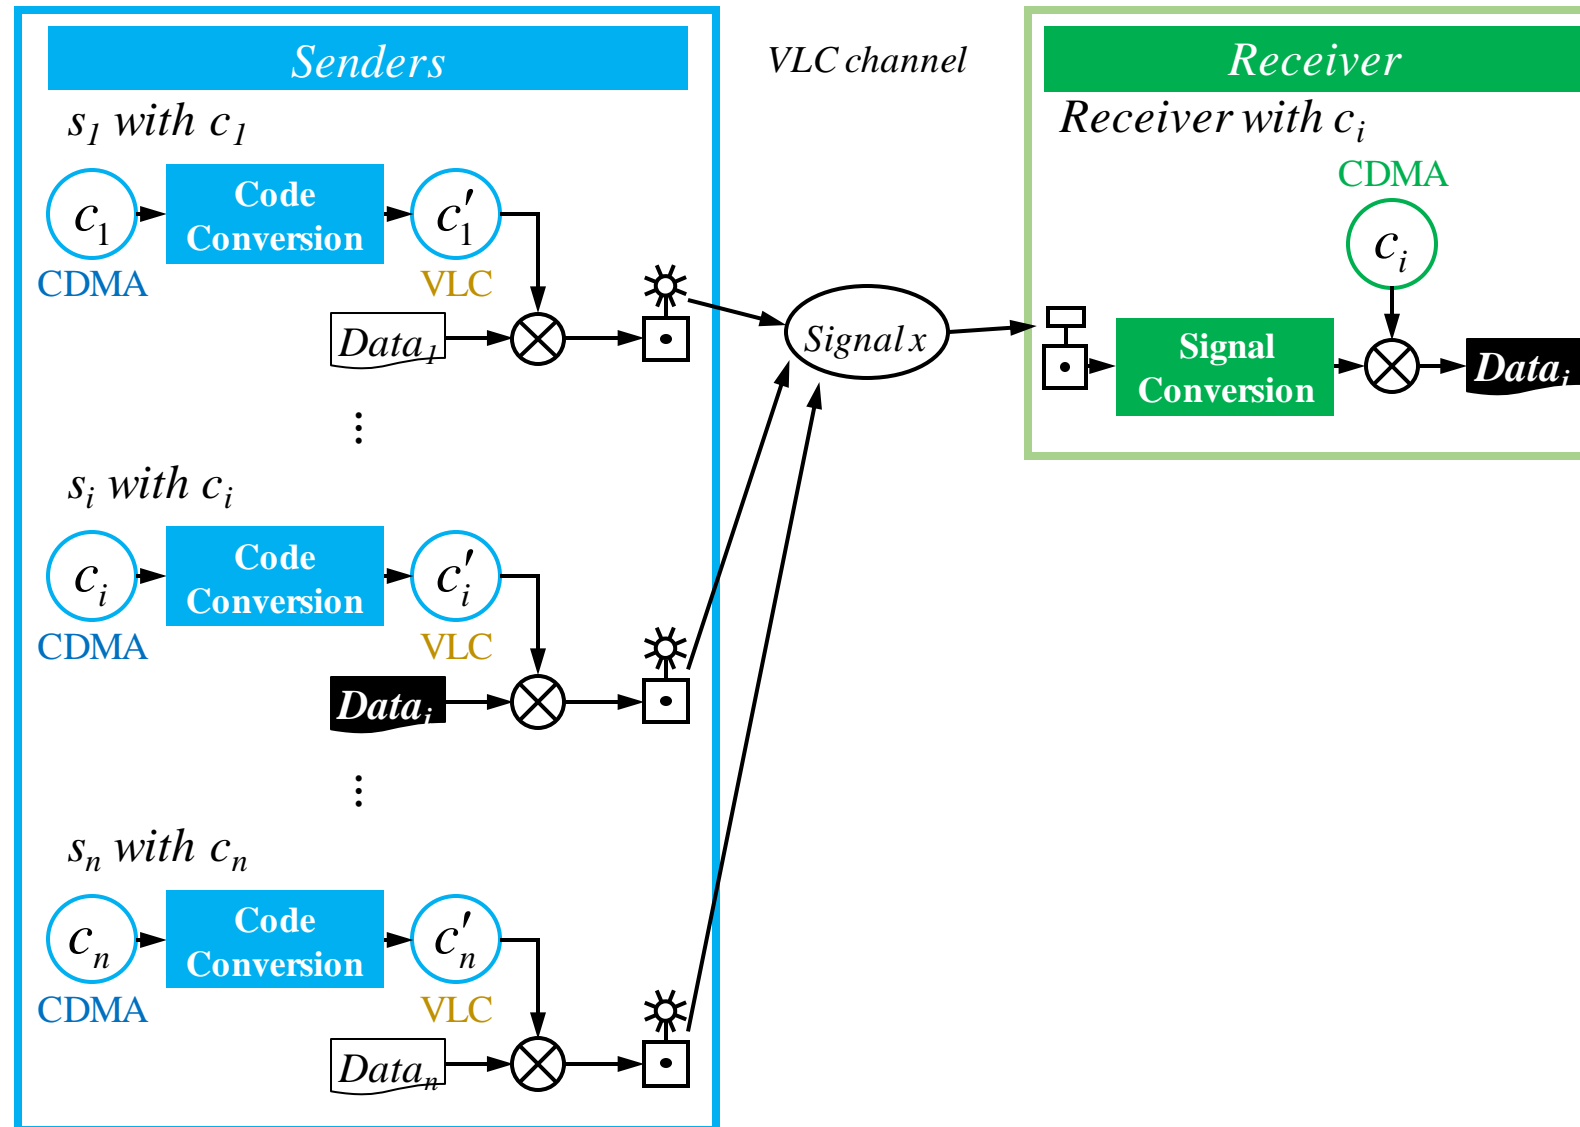 Senders
s1 with c1
c1
Code
Conversion
c′1
CDMA
VLC
Data1
⋮
si with ci
ci
Code
Conversion
c′i
CDMA
VLC
Datai
⋮
sn with cn
cn
Code
Conversion
c′n
CDMA
VLC
Datan
VLC channel
Signal x
Receiver
Receiver with ci
CDMA
ci
Signal
Conversion
Datai